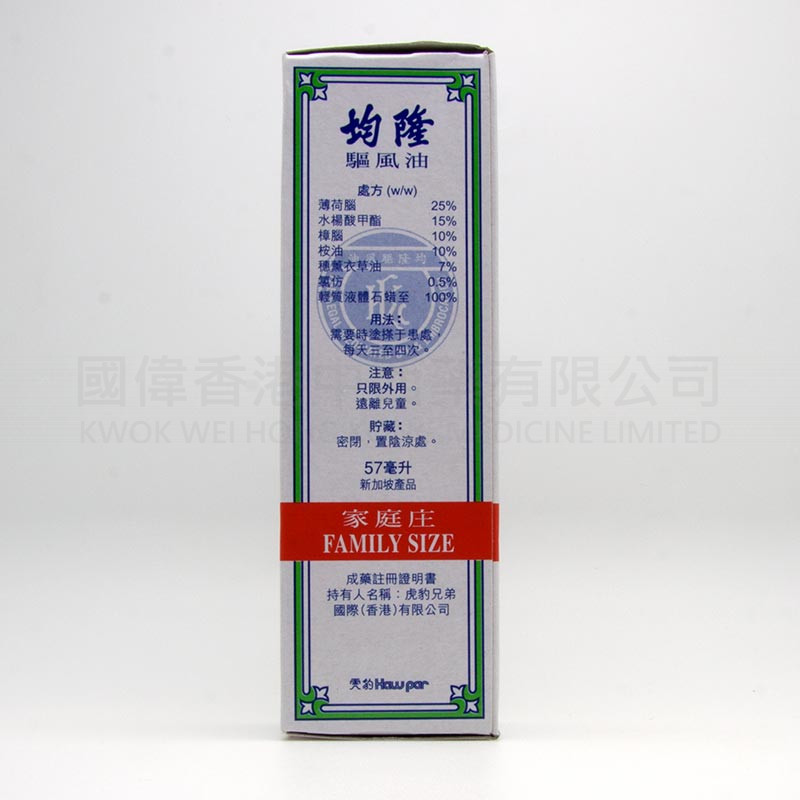 均隆
驅風油
處方 (w/w)
薄荷腦 25%
水楊酸甲酯 15%
樟腦 10%
桉油 10%
穗薰衣草油 7%
氯仿 0.5%
輕質液體石蠟至 100%
用法：
需要時塗搽于患處，
每天三至四次。
注意：
只限外用。
遠離兒童。
貯藏：
密閉，置陰涼處。
57毫升
新加坡產品
家庭庄
FAMILY SIZE
成藥註冊證明書
持有人名稱：虎豹兄弟
國際(香港)有限公司
虎豹 Haw par
國偉香港 有限公司
KWOK WEI HO MEDICINE LIMITED